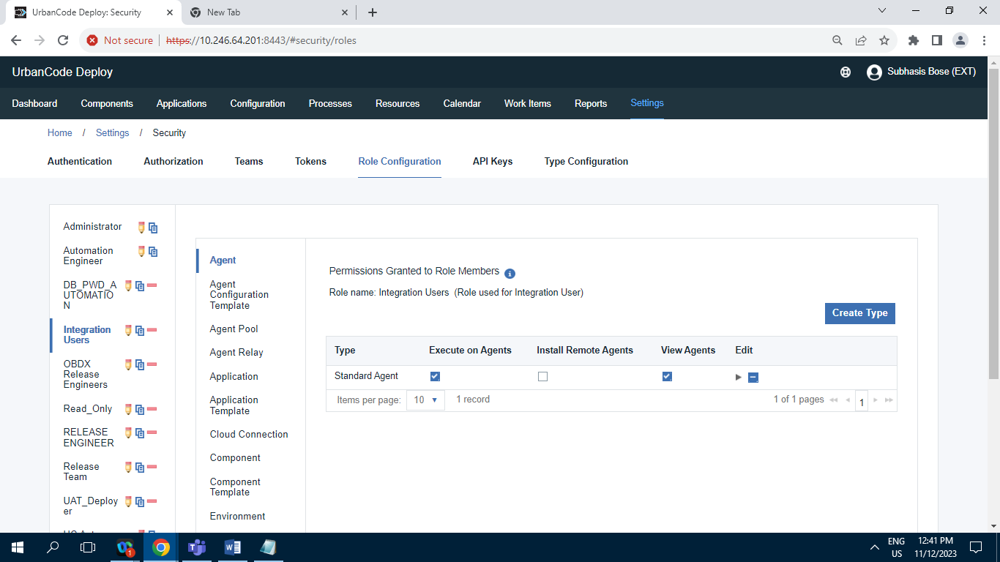 UrbanCode Deploy: Security
New Tab
Not secure
https://10.246.64.201:8443/#security/roles
UrbanCode Deploy
Subhasis Bose (EXT)
Dashboard Components Applications Configuration Processes Resources Calendar Work Items Reports Settings
Home / Settings / Security
Authentication Authorization Teams Tokens Role Configuration API Keys Type Configuration
Administrator
Automation
Engineer
DB_PWD_A
UTOMATIO
N
Integration
Users
OBDX
Release
Engineers
Read_Only
RELEASE
ENGINEER
Release
Team
UAT_Deploy
er
Agent
Agent
Configuration
Template
Agent Pool
Agent Relay
Application
Application
Template
Cloud Connection
Component
Component
Template
Environment
Permissions Granted to Role Members
Role name: Integration Users (Role used for Integration User)
Create Type
Type Execute on Agents Install Remote Agents View Agents Edit
Standard Agent
Items per page: 10 1 record 1 of 1 pages 1
1
ENG
US
12:41 PM
11/12/2023